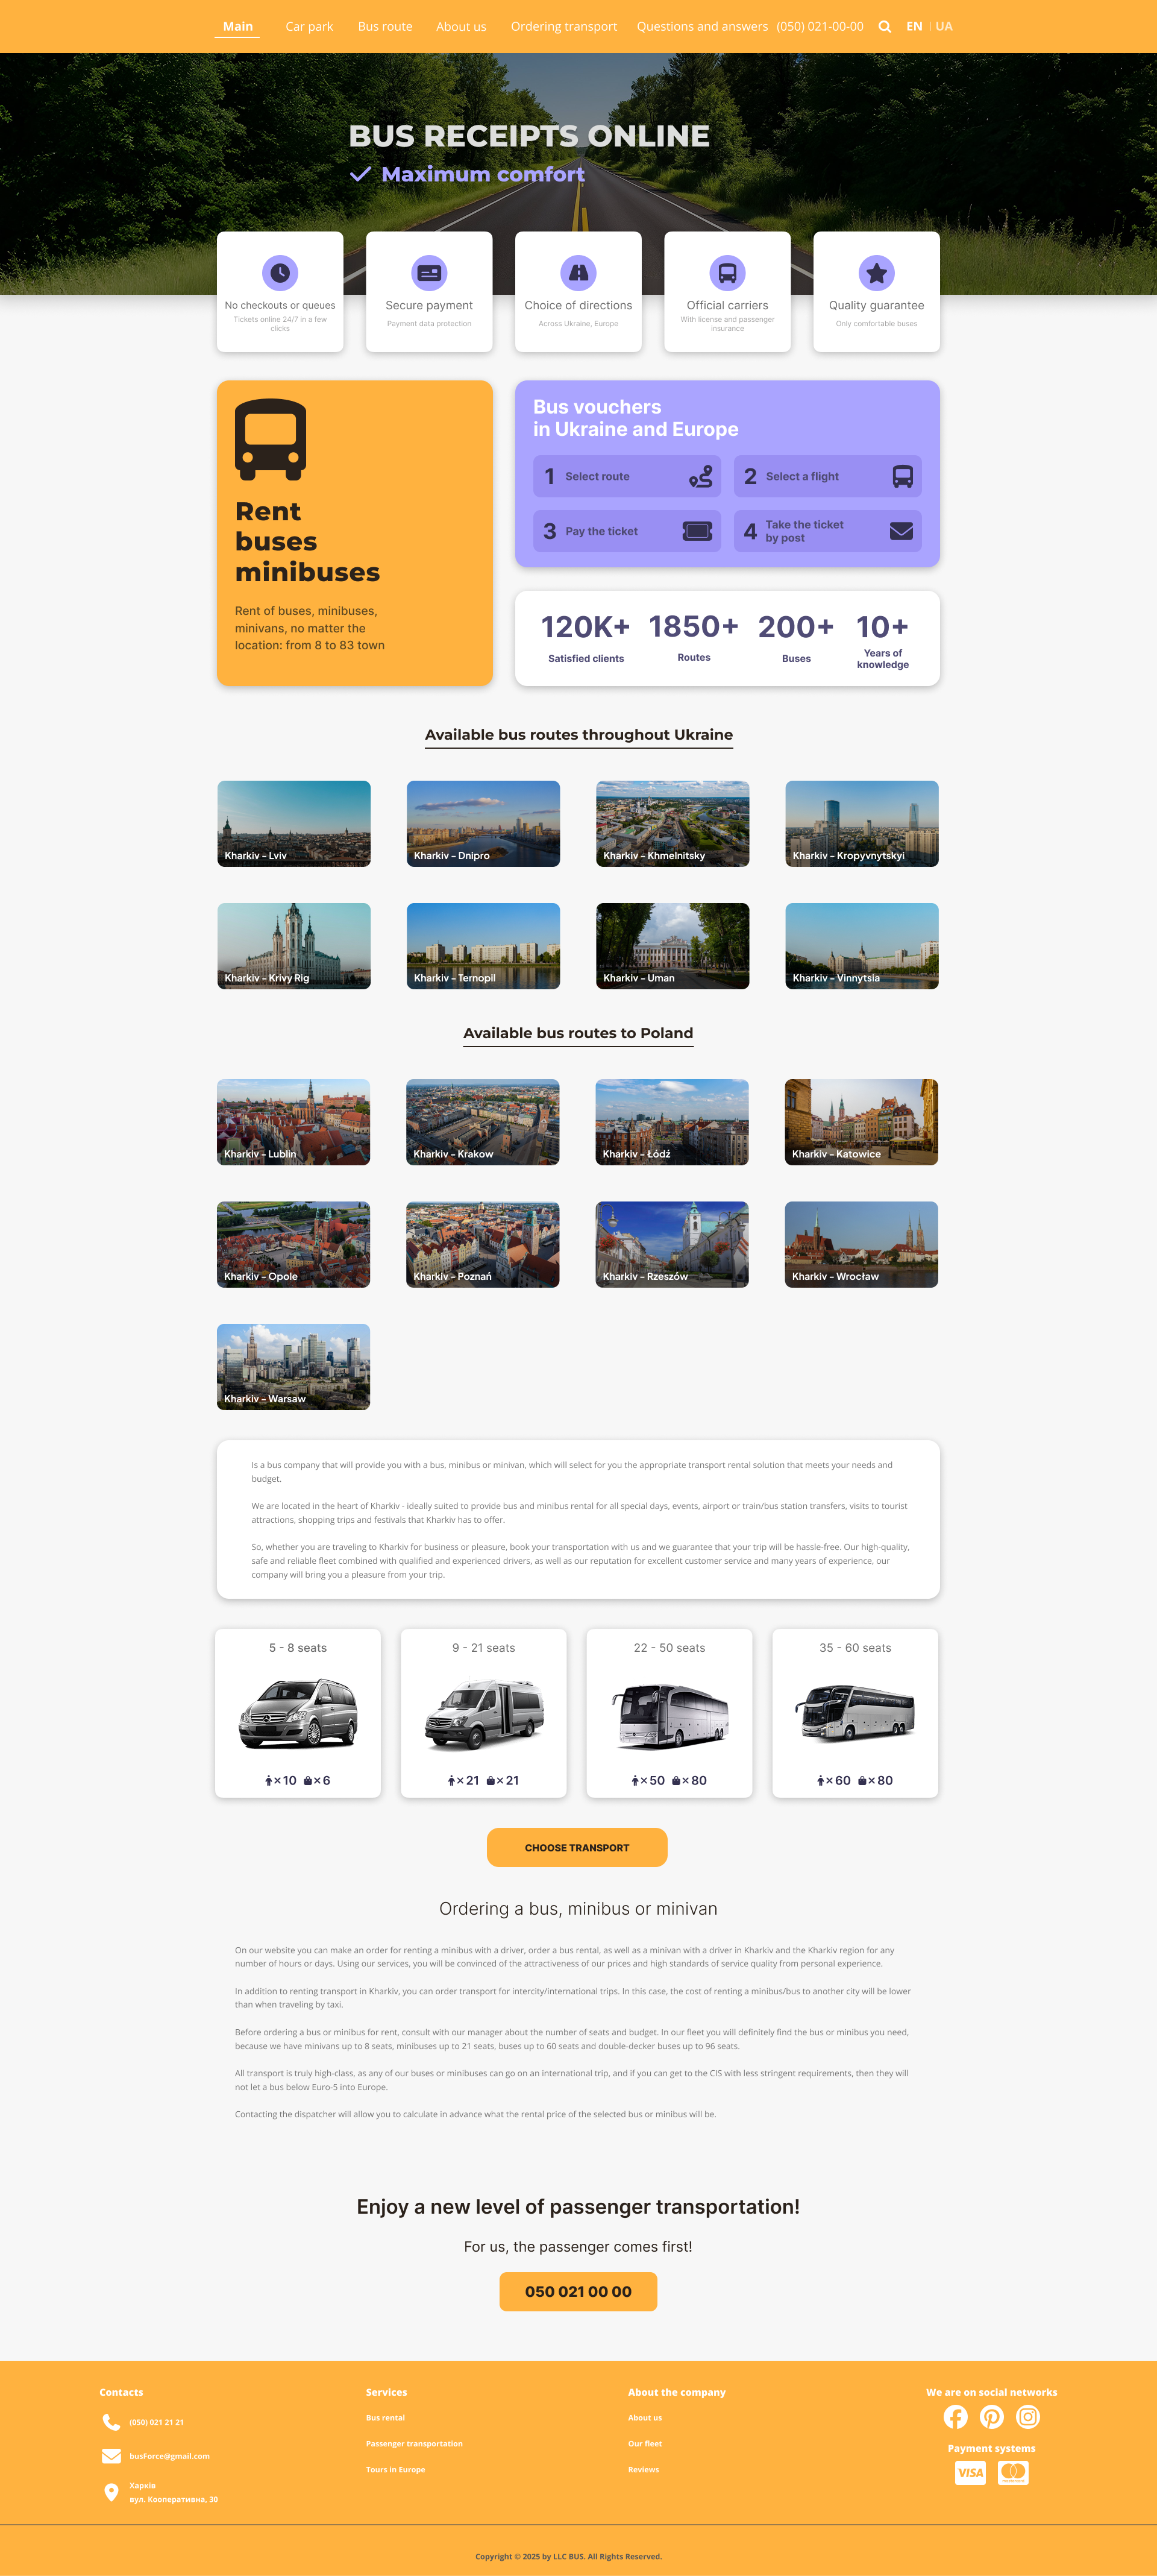 Main Car park Bus route About us Ordering transport Questions and answers (050) 021-00-00 EN | UA
BUS RECEIPTS ONLINE
Maximum comfort
No checkouts or queues
Tickets online 24/7 in a few
clicks
Secure payment
Payment data protection
Choice of directions
Across Ukraine, Europe
Official carriers
With license and passenger
insurance
Quality guarantee
Only comfortable buses
Rent
buses
minibuses
Rent of buses, minibuses,
minivans, no matter the
location: from 8 to 83 town
Bus vouchers
in Ukraine and Europe
1 Select route
2 Select a flight
3 Pay the ticket
4 Take the ticket
by post
120K+
Satisfied clients
1850+
Routes
200+
Buses
10+
Years of
knowledge
Available bus routes throughout Ukraine
Kharkiv - Lviv
Kharkiv - Dnipro
Kharkiv - Khmelnitsky
Kharkiv - Kropyvnytskyi
Kharkiv - Krivy Rig
Kharkiv - Ternopil
Kharkiv - Uman
Kharkiv - Vinnytsia
Available bus routes to Poland
Kharkiv - Lublin
Kharkiv - Krakow
Kharkiv - Łódź
Kharkiv - Katowice
Kharkiv - Opole
Kharkiv - Poznań
Kharkiv - Rzeszów
Kharkiv - Wrocław
Kharkiv - Warsaw
Is a bus company that will provide you with a bus, minibus or minivan, which will select for you the appropriate transport rental solution that meets your needs and
budget.
We are located in the heart of Kharkiv - ideally suited to provide bus and minibus rental for all special days, events, airport or train/bus station transfers, visits to tourist
attractions, shopping trips and festivals that Kharkiv has to offer.
So, whether you are traveling to Kharkiv for business or pleasure, book your transportation with us and we guarantee that your trip will be hassle-free. Our high-quality,
safe and reliable fleet combined with qualified and experienced drivers, as well as our reputation for excellent customer service and many years of experience, our
company will bring you a pleasure from your trip.
5 - 8 seats
×10 ×6
9 - 21 seats
×21 ×21
22 - 50 seats
×50 ×80
35 - 60 seats
×60 ×80
CHOOSE TRANSPORT
Ordering a bus, minibus or minivan
On our website you can make an order for renting a minibus with a driver, order a bus rental, as well as a minivan with a driver in Kharkiv and the Kharkiv region for any
number of hours or days. Using our services, you will be convinced of the attractiveness of our prices and high standards of service quality from personal experience.
In addition to renting transport in Kharkiv, you can order transport for intercity/international trips. In this case, the cost of renting a minibus/bus to another city will be lower
than when traveling by taxi.
Before ordering a bus or minibus for rent, consult with our manager about the number of seats and budget. In our fleet you will definitely find the bus or minibus you need,
because we have minivans up to 8 seats, minibuses up to 21 seats, buses up to 60 seats and double-decker buses up to 96 seats.
All transport is truly high-class, as any of our buses or minibuses can go on an international trip, and if you can get to the CIS with less stringent requirements, then they will
not let a bus below Euro-5 into Europe.
Contacting the dispatcher will allow you to calculate in advance what the rental price of the selected bus or minibus will be.
Enjoy a new level of passenger transportation!
For us, the passenger comes first!
050 021 00 00
Contacts
(050) 021 21 21
busForce@gmail.com
Харків
вул. Кооперативна, 30
Services
Bus rental
Passenger transportation
Tours in Europe
About the company
About us
Our fleet
Reviews
We are on social networks
Payment systems
VISA
Copyright © 2025 by LLC BUS. All Rights Reserved.